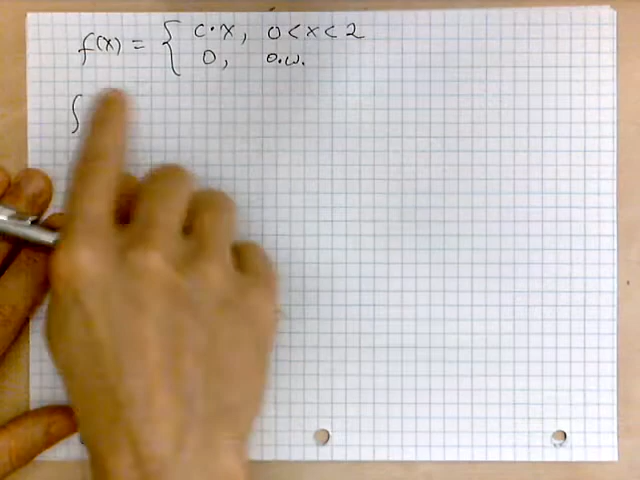 f(x) = { c·x, 0<x<2
0, o.w.
∫